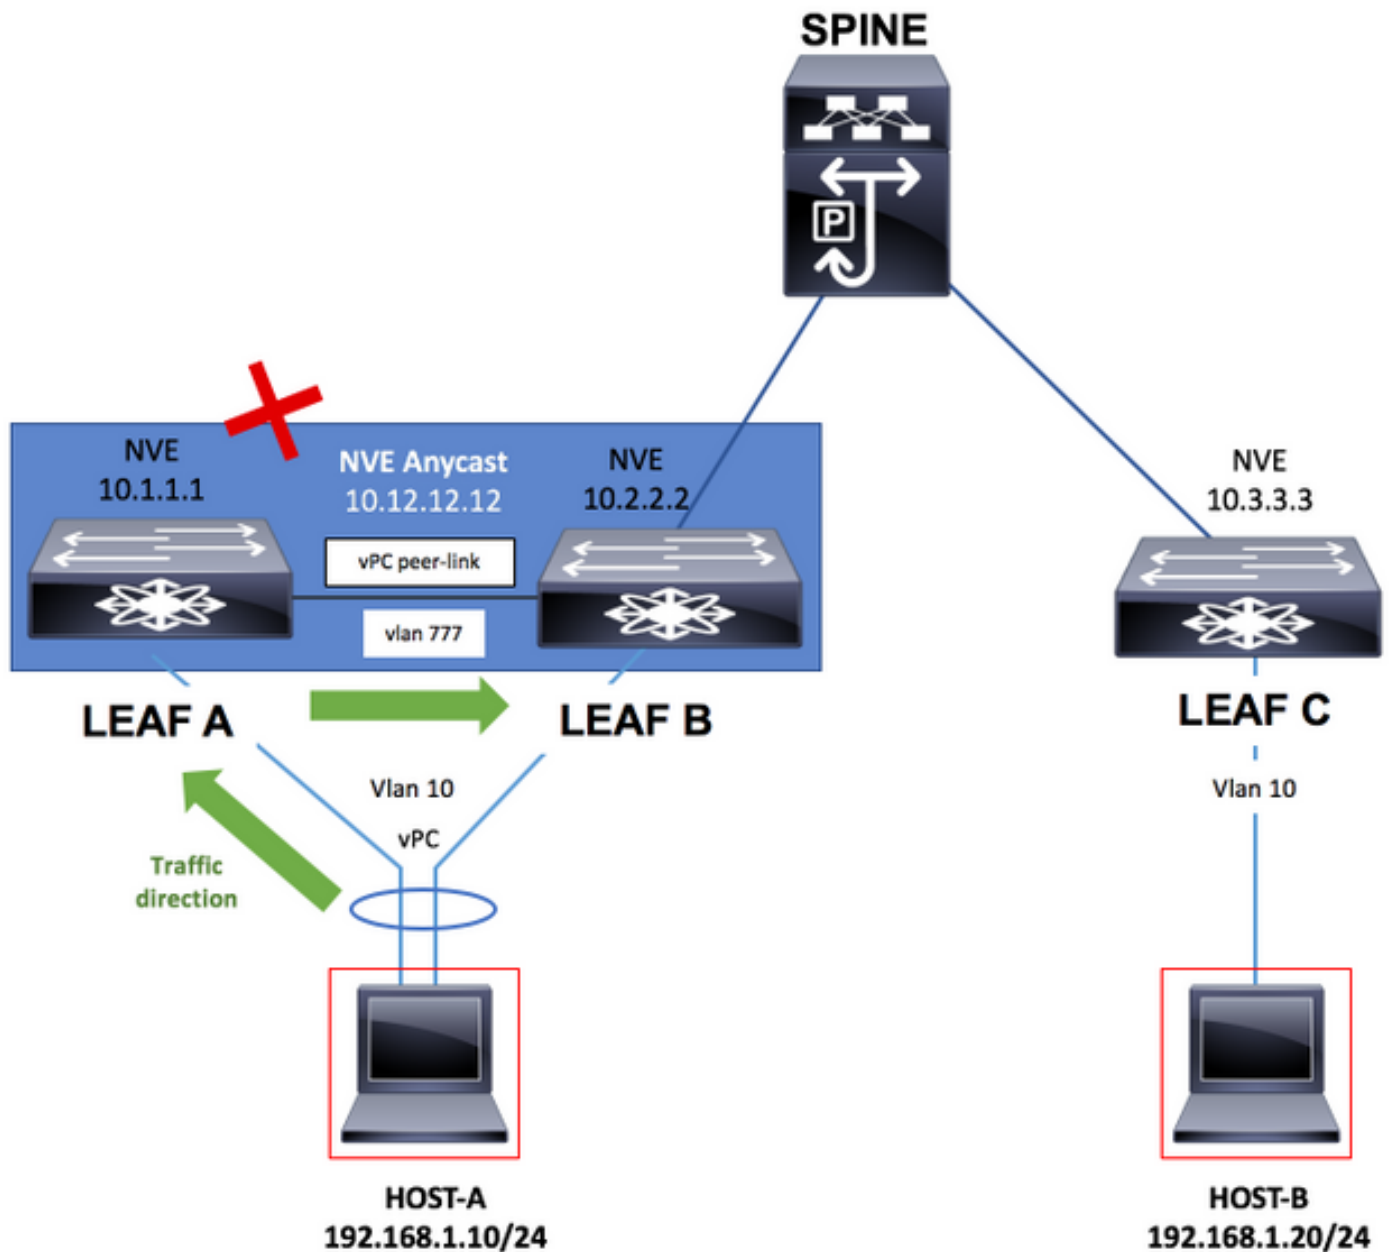 SPINE
NVE
10.1.1.1
NVE Anycast
10.12.12.12
NVE
10.2.2.2
NVE
10.3.3.3
vPC peer-link
vlan 777
LEAF A
LEAF B
LEAF C
Vlan 10
vPC
Vlan 10
Traffic
direction
P
HOST-A
192.168.1.10/24
HOST-B
192.168.1.20/24